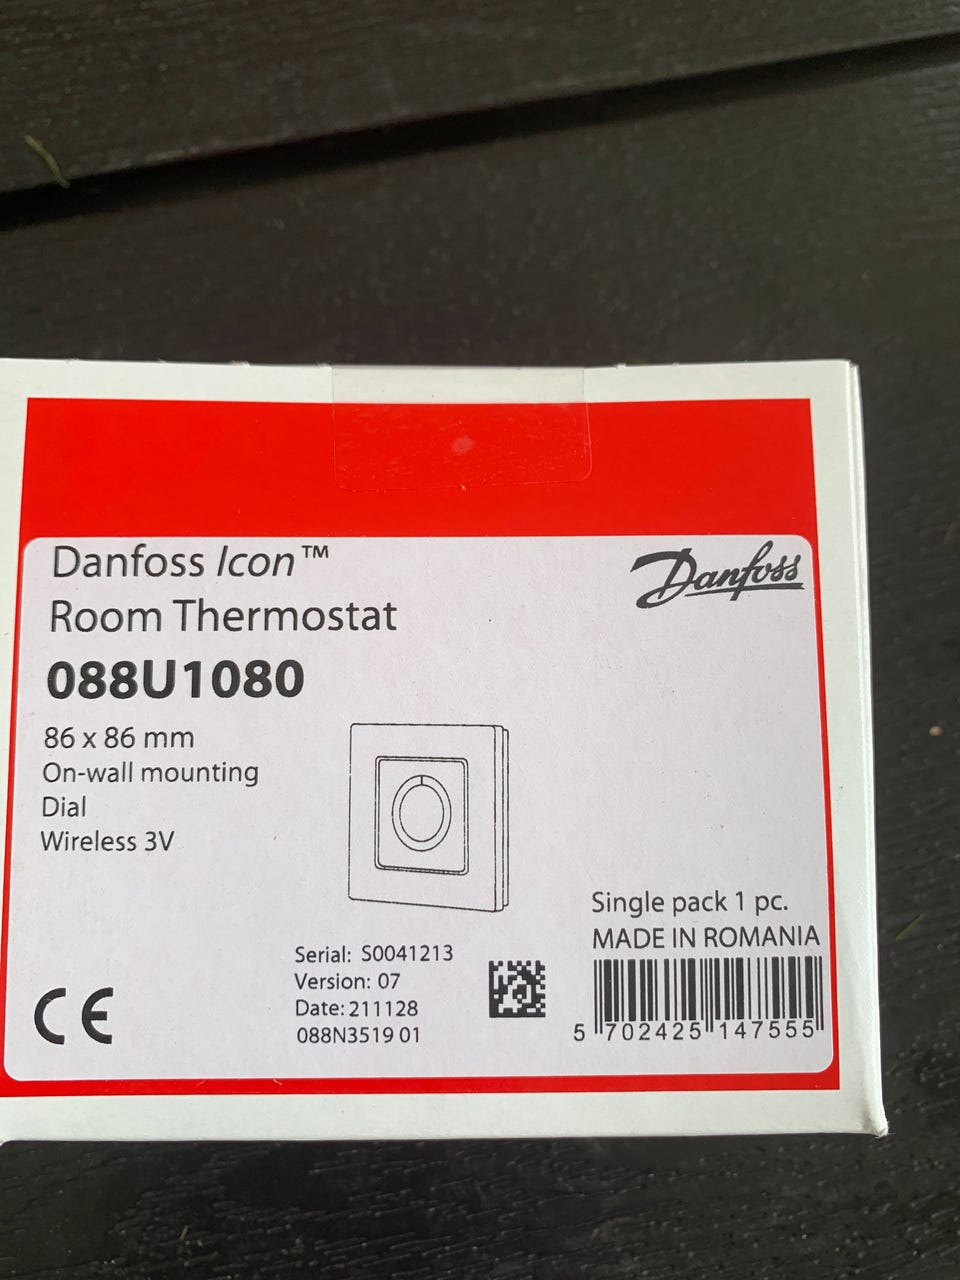 Danfoss Icon™
Danfoss
Room Thermostat
088U1080
86 x 86 mm
On-wall mounting
Dial
Wireless 3V
Single pack 1 pc.
MADE IN ROMANIA
Serial: S0041213
Version: 07
Date: 211128
088N3519 01
CE
5 702425 147555